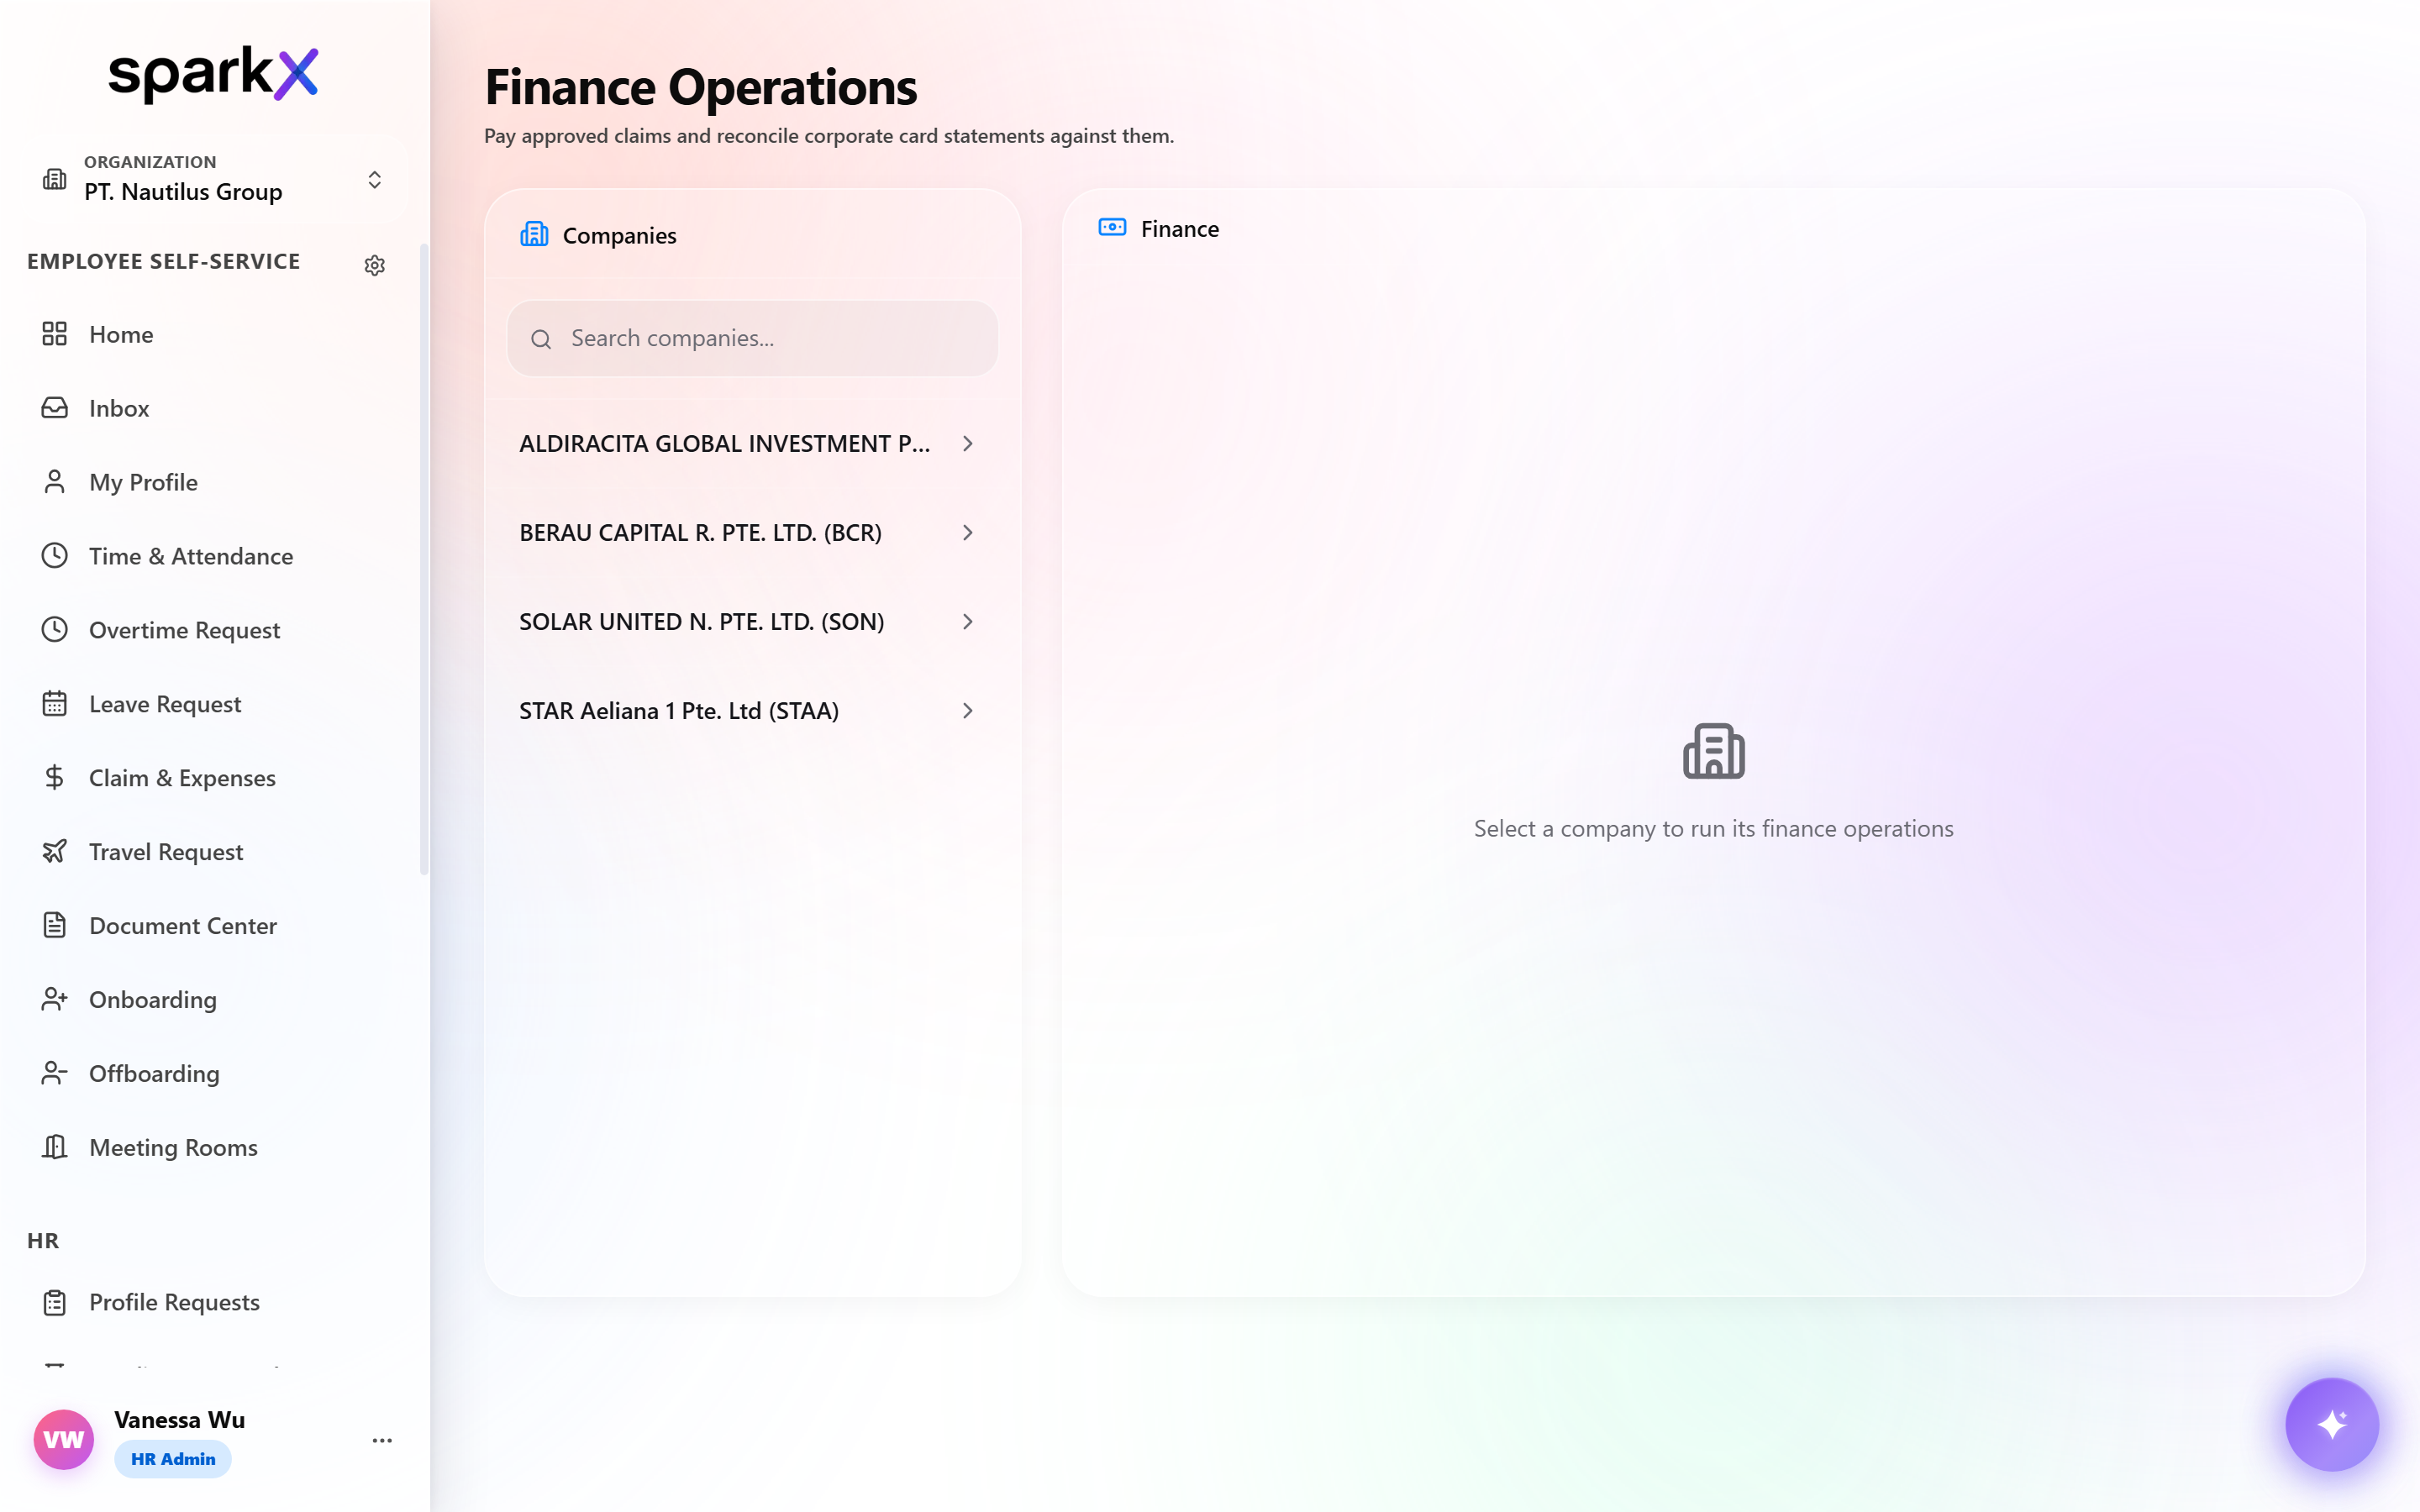 sparkX
ORGANIZATION
PT. Nautilus Group
EMPLOYEE SELF-SERVICE
Home
Inbox
My Profile
Time & Attendance
Overtime Request
Leave Request
Claim & Expenses
Travel Request
Document Center
Onboarding
Offboarding
Meeting Rooms
HR
Profile Requests
VW
Vanessa Wu
HR Admin
Finance Operations
Pay approved claims and reconcile corporate card statements against them.
Companies
Search companies...
ALDIRACITA GLOBAL INVESTMENT P...
BERAU CAPITAL R. PTE. LTD. (BCR)
SOLAR UNITED N. PTE. LTD. (SON)
STAR Aeliana 1 Pte. Ltd (STAA)
Finance
Select a company to run its finance operations